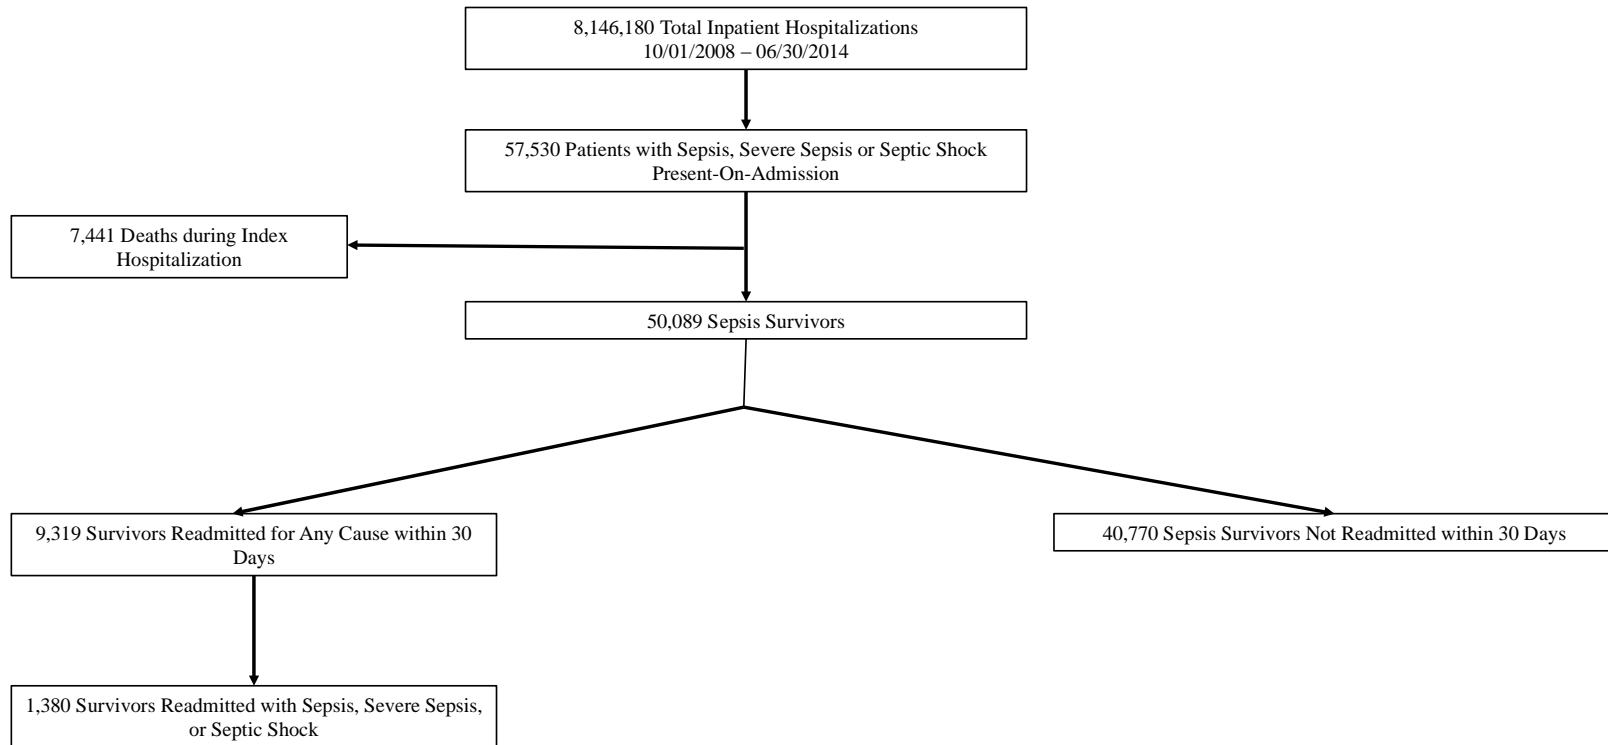 8,146,180 Total Inpatient Hospitalizations
10/01/2008 – 06/30/2014
57,530 Patients with Sepsis, Severe Sepsis or Septic Shock
Present-On-Admission
7,441 Deaths during Index
Hospitalization
50,089 Sepsis Survivors
9,319 Survivors Readmitted for Any Cause within 30
Days
40,770 Sepsis Survivors Not Readmitted within 30 Days
1,380 Survivors Readmitted with Sepsis, Severe Sepsis,
or Septic Shock